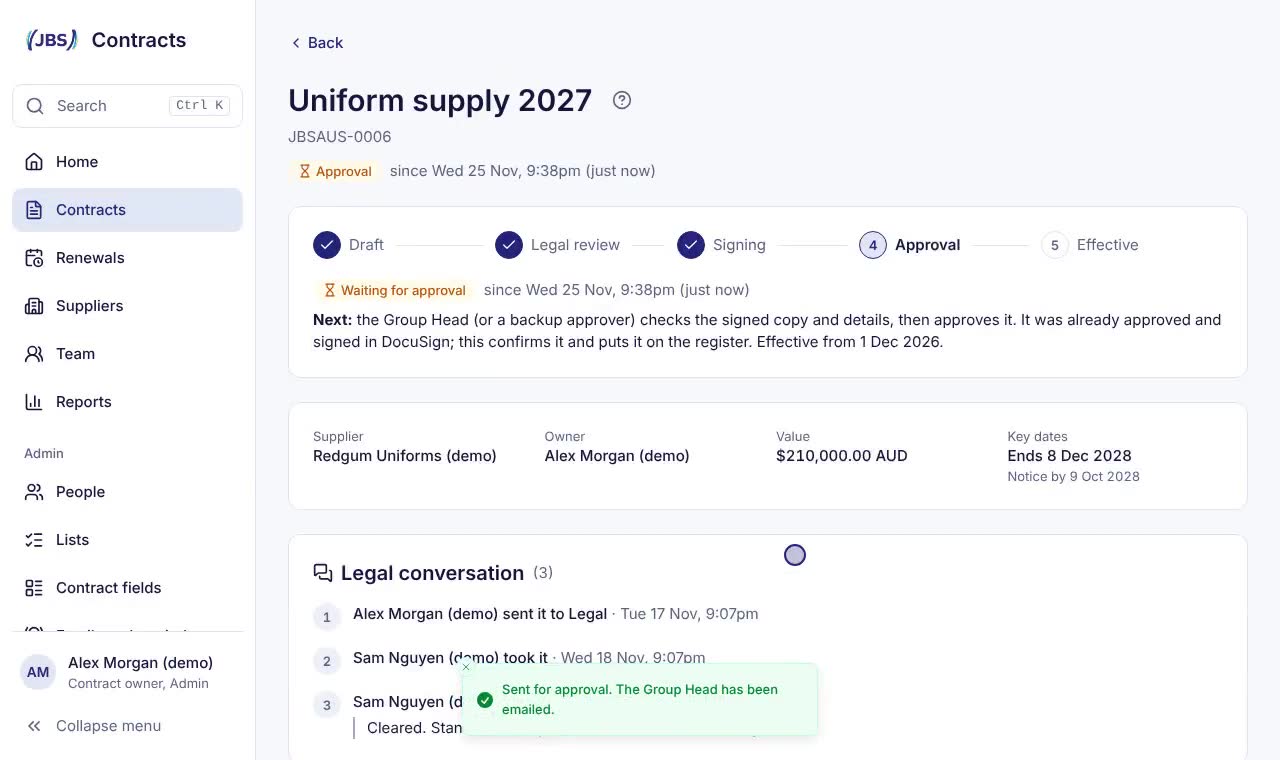 JBS Contracts
Search Ctrl K
Home
Contracts
Renewals
Suppliers
Team
Reports
Admin
People
Lists
Contract fields
AM Alex Morgan (demo)
Contract owner, Admin
Collapse menu
Back
Uniform supply 2027
JBSAUS-0006
Approval since Wed 25 Nov, 9:38pm (just now)
Draft Legal review Signing 4 Approval 5 Effective
Waiting for approval since Wed 25 Nov, 9:38pm (just now)
Next: the Group Head (or a backup approver) checks the signed copy and details, then approves it. It was already approved and
signed in DocuSign; this confirms it and puts it on the register. Effective from 1 Dec 2026.
Supplier Owner Value Key dates
Redgum Uniforms (demo) Alex Morgan (demo) $210,000.00 AUD Ends 8 Dec 2028
Notice by 9 Oct 2028
Legal conversation (3)
1 Alex Morgan (demo) sent it to Legal · Tue 17 Nov, 9:07pm
2 Sam Nguyen (demo) took it · Wed 18 Nov, 9:07pm
3 Sam Nguyen (d
Cleared. Stan
Sent for approval. The Group Head has been
emailed.